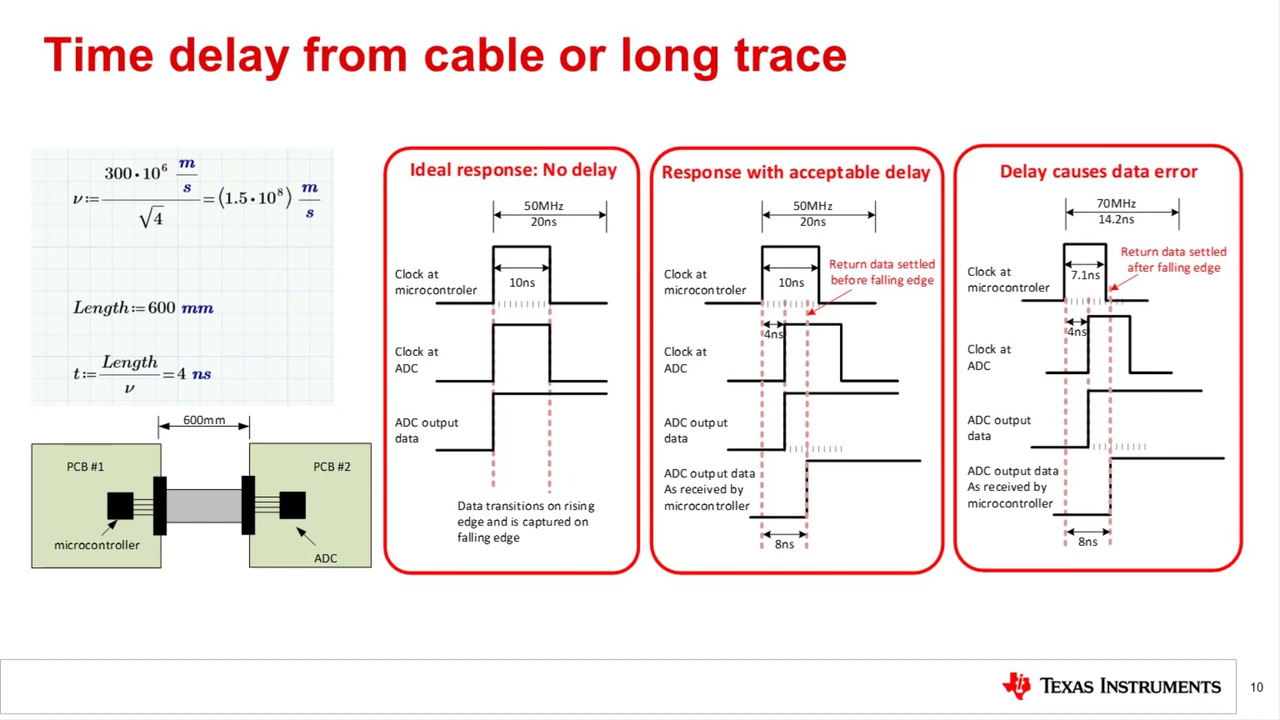 Time delay from cable or long trace
ν:= 300•10⁶ m/s / √4 = (1.5•10⁸) m/s
Length:=600 mm
t:= Length / ν = 4 ns
600mm
PCB #1
PCB #2
microcontroller
ADC
Ideal response: No delay
50MHz
20ns
Clock at
microcontroler
10ns
Clock at
ADC
ADC output
data
Data transitions on rising
edge and is captured on
falling edge
Response with acceptable delay
50MHz
20ns
Return data settled
before falling edge
Clock at
microcontroler
10ns
4ns
Clock at
ADC
ADC output
data
ADC output data
As received by
microcontroller
8ns
Delay causes data error
70MHz
14.2ns
Return data settled
after falling edge
Clock at
microcontroler
7.1ns
4ns
Clock at
ADC
ADC output
data
ADC output data
As received by
microcontroller
8ns
TEXAS INSTRUMENTS
10